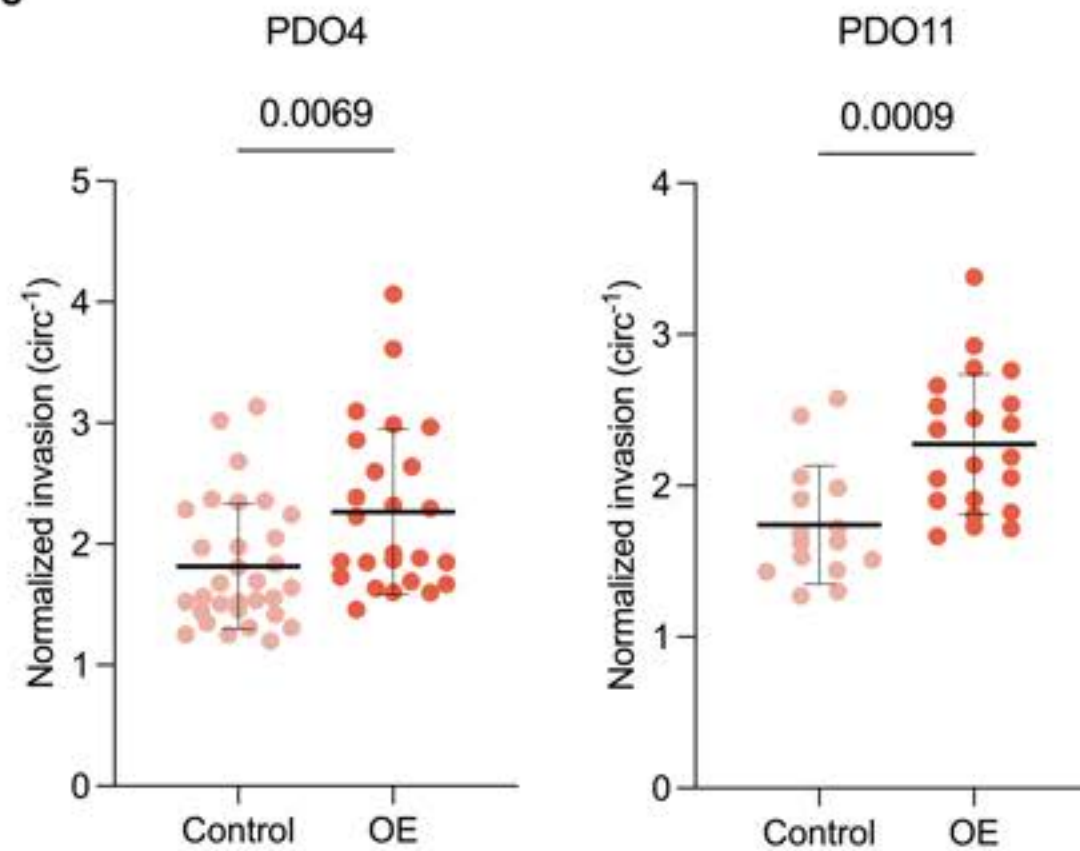 PDO4
0.0069
5
4
3
2
1
0
Normalized invasion (circ⁻¹)
Control OE
PDO11
0.0009
4
3
2
1
0
Normalized invasion (circ⁻¹)
Control OE